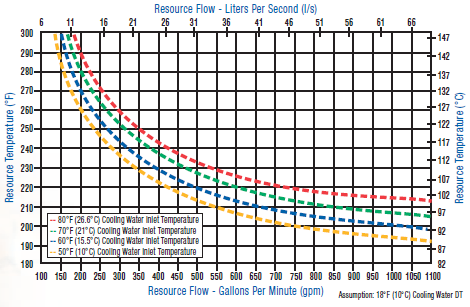 Resource Flow - Liters Per Second (l/s)
6 11 16 21 26 31 36 41 46 51 56 61 66
300
290
280
270
260
250
240
230
220
210
200
190
180
Resource Temperature (°F)
147
142
137
132
127
122
117
112
107
102
97
92
87
82
Resource Temperature (°C)
80°F (26.6°C) Cooling Water Inlet Temperature
70°F (21°C) Cooling Water Inlet Temperature
60°F (15.5°C) Cooling Water Inlet Temperature
50°F (10°C) Cooling Water Inlet Temperature
100 150 200 250 300 350 400 450 500 550 600 650 700 750 800 850 900 950 1000 1050 1100
Resource Flow - Gallons Per Minute (gpm)
Assumption: 18°F (10°C) Cooling Water DT